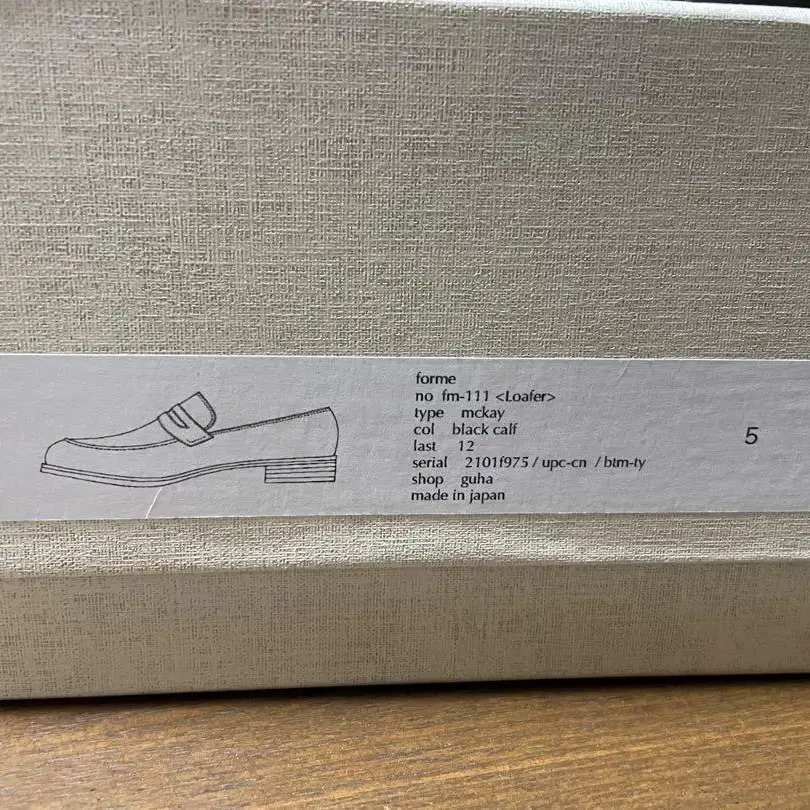 forme
no fm-111 <Loafer>
type mckay
col black calf
last 12
serial 2101f975 / upc-cn / btm-ty
shop guha
made in japan
5